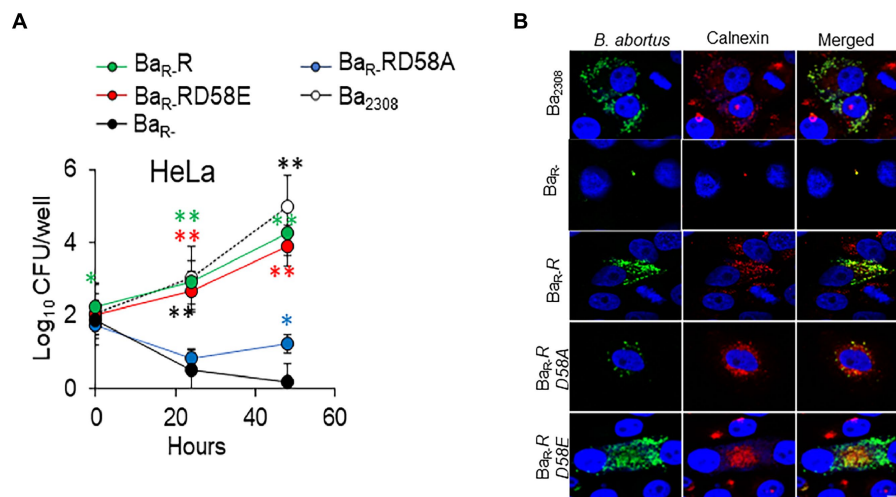 A
BaR-R
BaR-RD58A
BaR-RD58E
Ba2308
BaR-
HeLa
**
**
**
**
*
**
**
*
6
4
2
0
Log10 CFU/well
0
20
40
60
Hours
B
B. abortus
Calnexin
Merged
Ba2308
BaR-
BaR-R
BaR-R
D58A
BaR-R
D58E